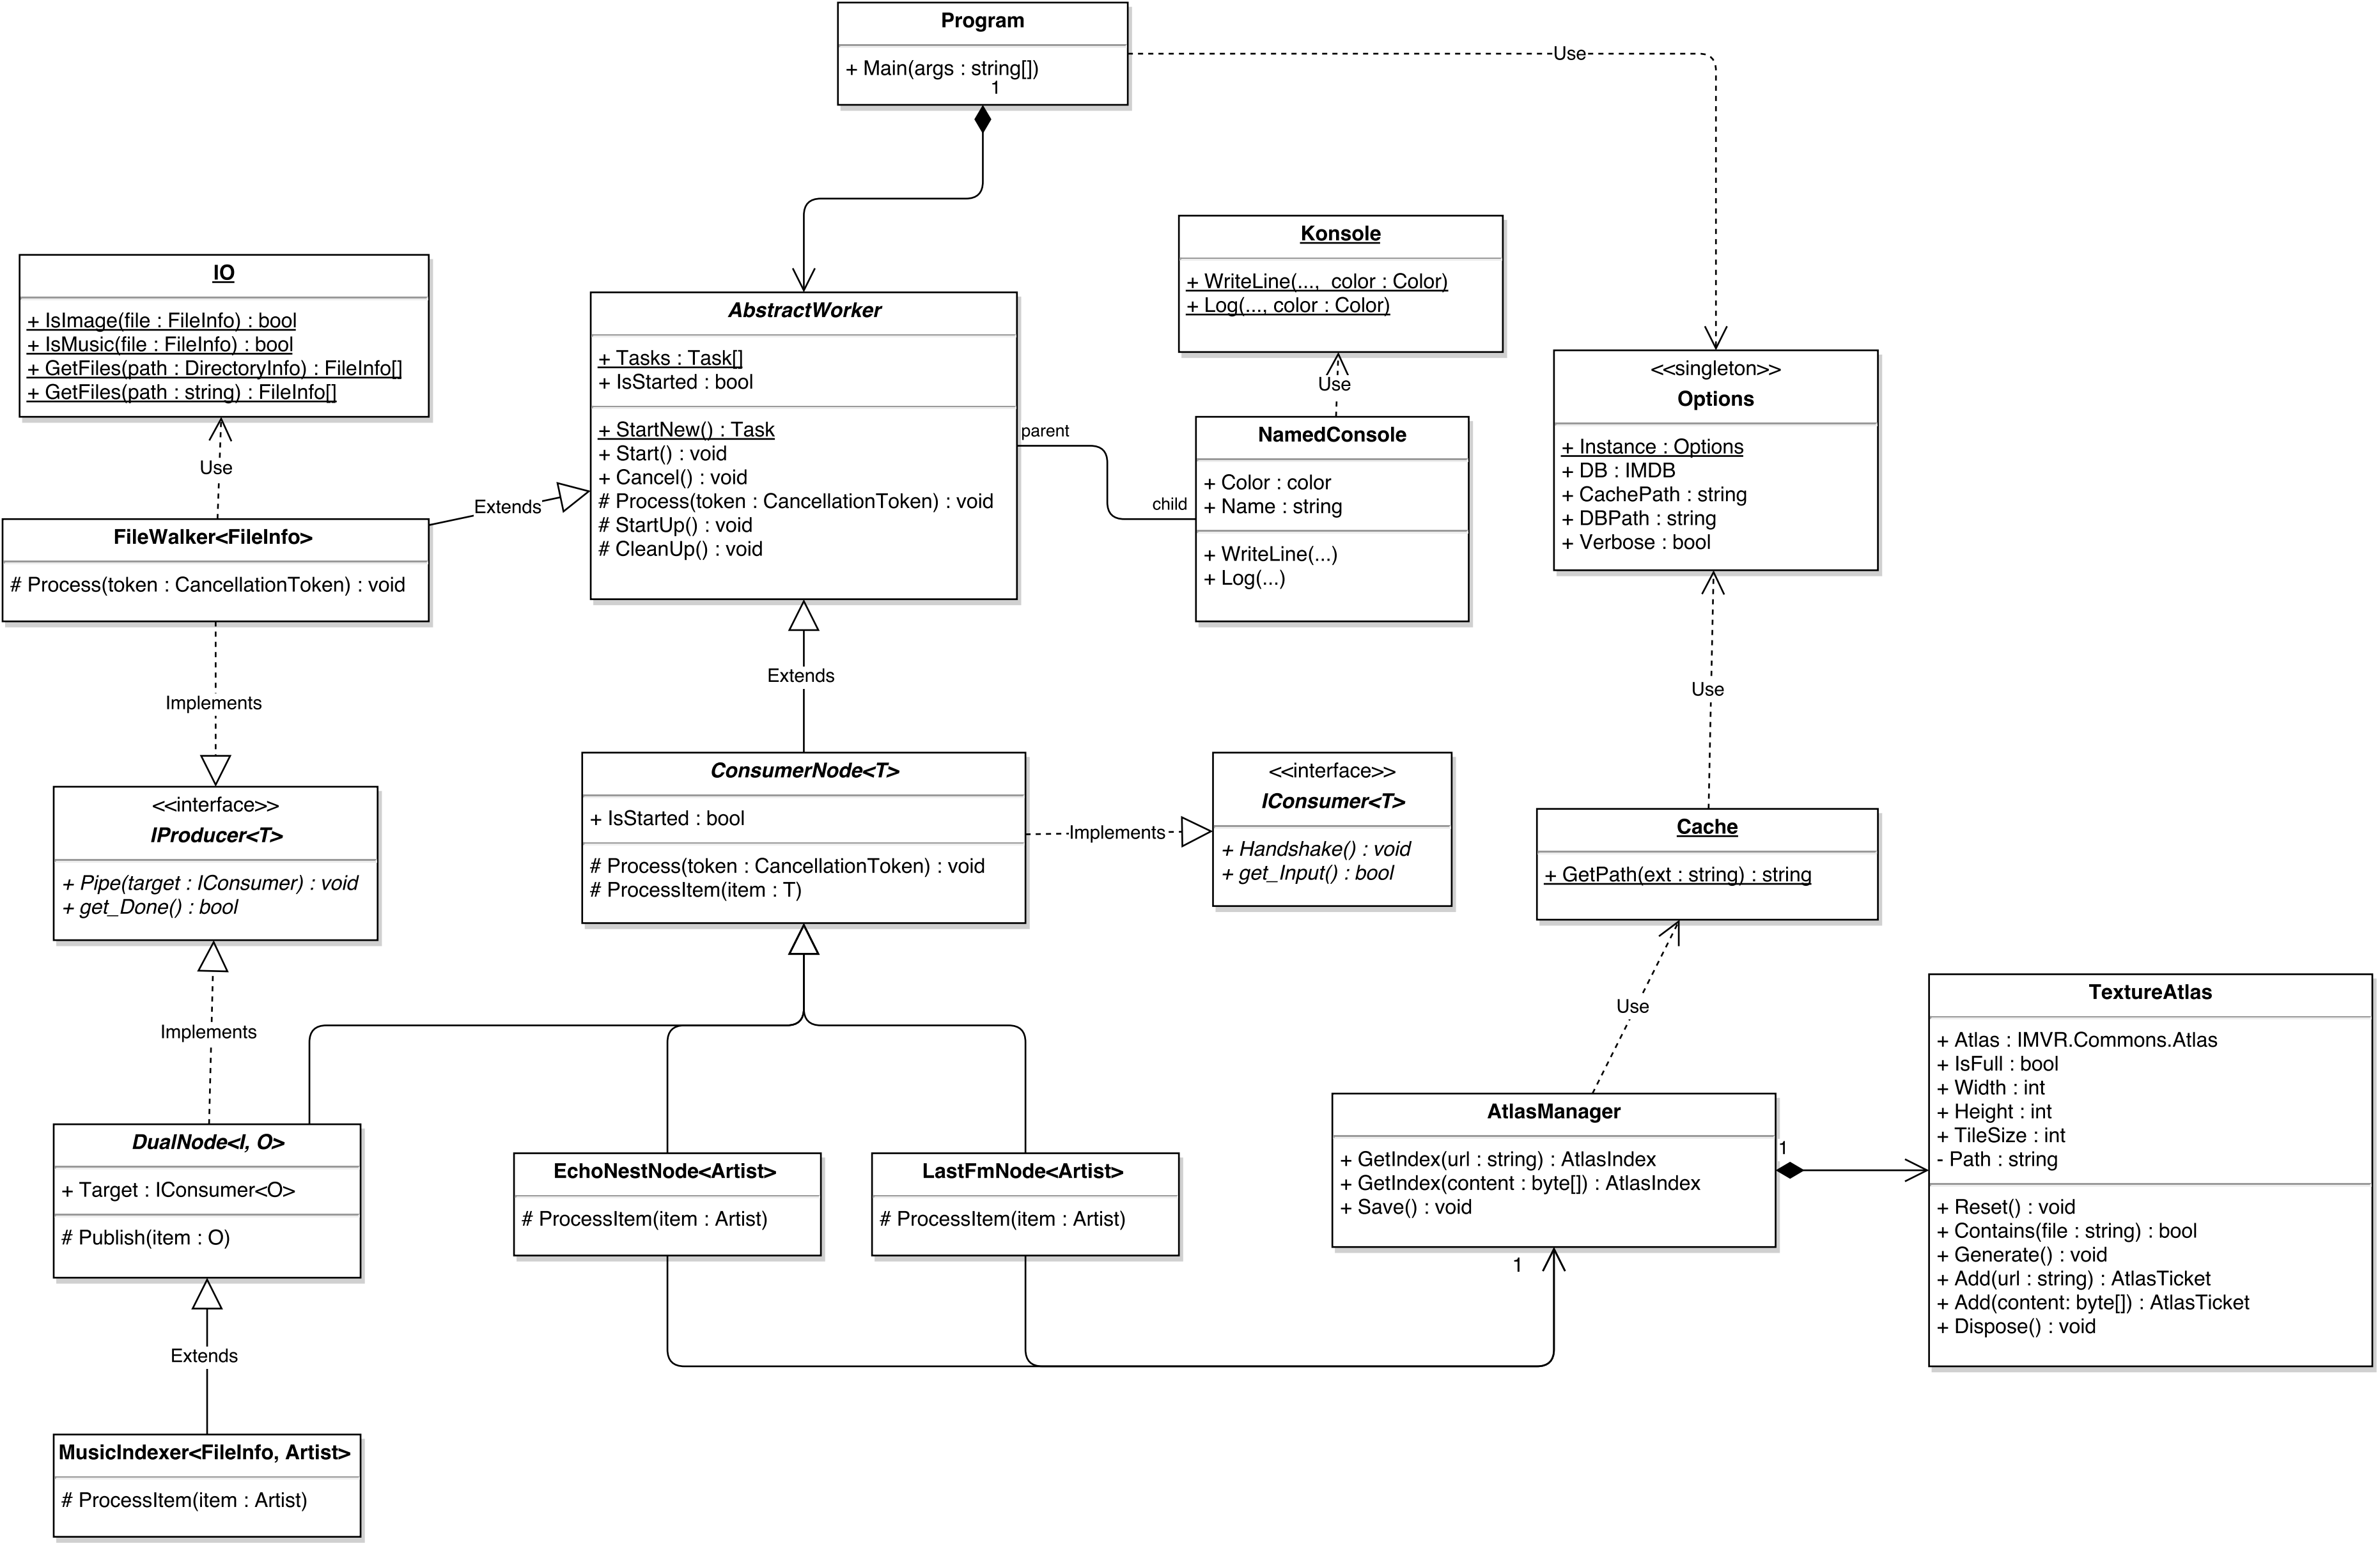 Program
+ Main(args : string[])
1
Use
Konsole
+ WriteLine(...,  color : Color)
+ Log(..., color : Color)
Use
IO
+ IsImage(file : FileInfo) : bool
+ IsMusic(file : FileInfo) : bool
+ GetFiles(path : DirectoryInfo) : FileInfo[]
+ GetFiles(path : string) : FileInfo[]
Use
AbstractWorker
+ Tasks : Task[]
+ IsStarted : bool
+ StartNew() : Task
+ Start() : void
+ Cancel() : void
# Process(token : CancellationToken) : void
# StartUp() : void
# CleanUp() : void
parent
child
NamedConsole
+ Color : color
+ Name : string
+ WriteLine(...)
+ Log(...)
<<singleton>>
Options
+ Instance : Options
+ DB : IMDB
+ CachePath : string
+ DBPath : string
+ Verbose : bool
Extends
FileWalker<FileInfo>
# Process(token : CancellationToken) : void
Implements
Extends
Use
<<interface>>
IProducer<T>
+ Pipe(target : IConsumer) : void
+ get_Done() : bool
ConsumerNode<T>
+ IsStarted : bool
# Process(token : CancellationToken) : void
# ProcessItem(item : T)
Implements
<<interface>>
IConsumer<T>
+ Handshake() : void
+ get_Input() : bool
Cache
+ GetPath(ext : string) : string
Implements
Use
TextureAtlas
+ Atlas : IMVR.Commons.Atlas
+ IsFull : bool
+ Width : int
+ Height : int
+ TileSize : int
- Path : string
+ Reset() : void
+ Contains(file : string) : bool
+ Generate() : void
+ Add(url : string) : AtlasTicket
+ Add(content: byte[]) : AtlasTicket
+ Dispose() : void
DualNode<I, O>
+ Target : IConsumer<O>
# Publish(item : O)
EchoNestNode<Artist>
# ProcessItem(item : Artist)
LastFmNode<Artist>
# ProcessItem(item : Artist)
AtlasManager
+ GetIndex(url : string) : AtlasIndex
+ GetIndex(content : byte[]) : AtlasIndex
+ Save() : void
1
1
Extends
MusicIndexer<FileInfo, Artist>
# ProcessItem(item : Artist)